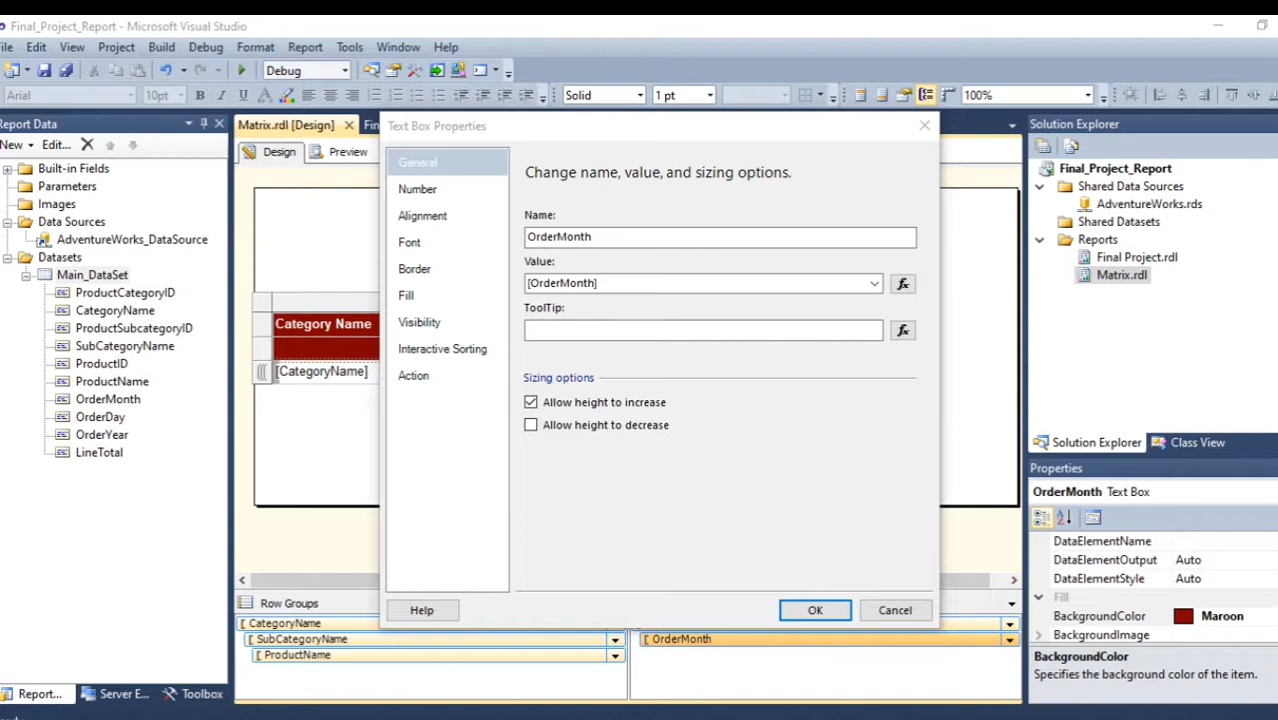 Final_Project_Report - Microsoft Visual Studio
File Edit View Project Build Debug Format Report Tools Window Help
Debug
Arial 10pt B I U A Solid 1 pt 100%
Report Data
New Edit...
Built-in Fields
Parameters
Images
Data Sources
AdventureWorks_DataSource
Datasets
Main_DataSet
ProductCategoryID
CategoryName
ProductSubcategoryID
SubCategoryName
ProductID
ProductName
OrderMonth
OrderDay
OrderYear
LineTotal
Report... Server E... Toolbox
Matrix.rdl [Design] Fin
Design Preview
Category Name
[CategoryName]
Row Groups
[ CategoryName
[ SubCategoryName
[ ProductName
[ OrderMonth
Text Box Properties
General
Number
Alignment
Font
Border
Fill
Visibility
Interactive Sorting
Action
Change name, value, and sizing options.
Name:
OrderMonth
Value:
[OrderMonth]
fx
ToolTip:
fx
Sizing options
Allow height to increase
Allow height to decrease
Help OK Cancel
Solution Explorer
Final_Project_Report
Shared Data Sources
AdventureWorks.rds
Shared Datasets
Reports
Final Project.rdl
Matrix.rdl
Solution Explorer Class View
Properties
OrderMonth Text Box
DataElementName
DataElementOutput Auto
DataElementStyle Auto
Fill
BackgroundColor Maroon
BackgroundImage
BackgroundColor
Specifies the background color of the item.